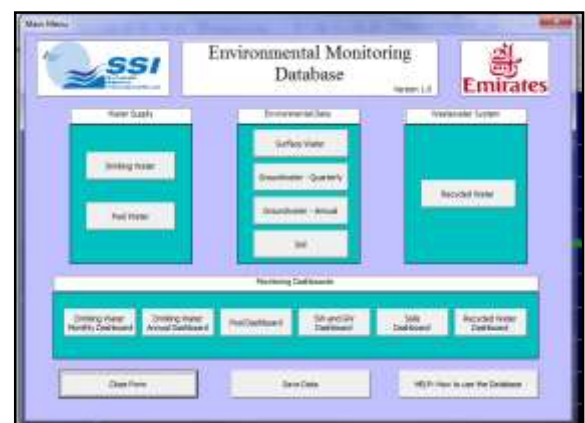 Main Menu
SSI
Environmental Monitoring
Database
Version 1.0
Emirates
Water Supply
Environmental Data
Wastewater System
Drinking Water
Pool Water
Surface Water
Groundwater - Quarterly
Groundwater - Annual
Soil
Recycled Water
Monitoring Dashboards
Drinking Water
Monthly Dashboard
Drinking Water
Annual Dashboard
Pool Dashboard
SW and GW
Dashboard
Soils
Dashboard
Recycled Water
Dashboard
Close Form
Save Data
HELP: How to use the Database